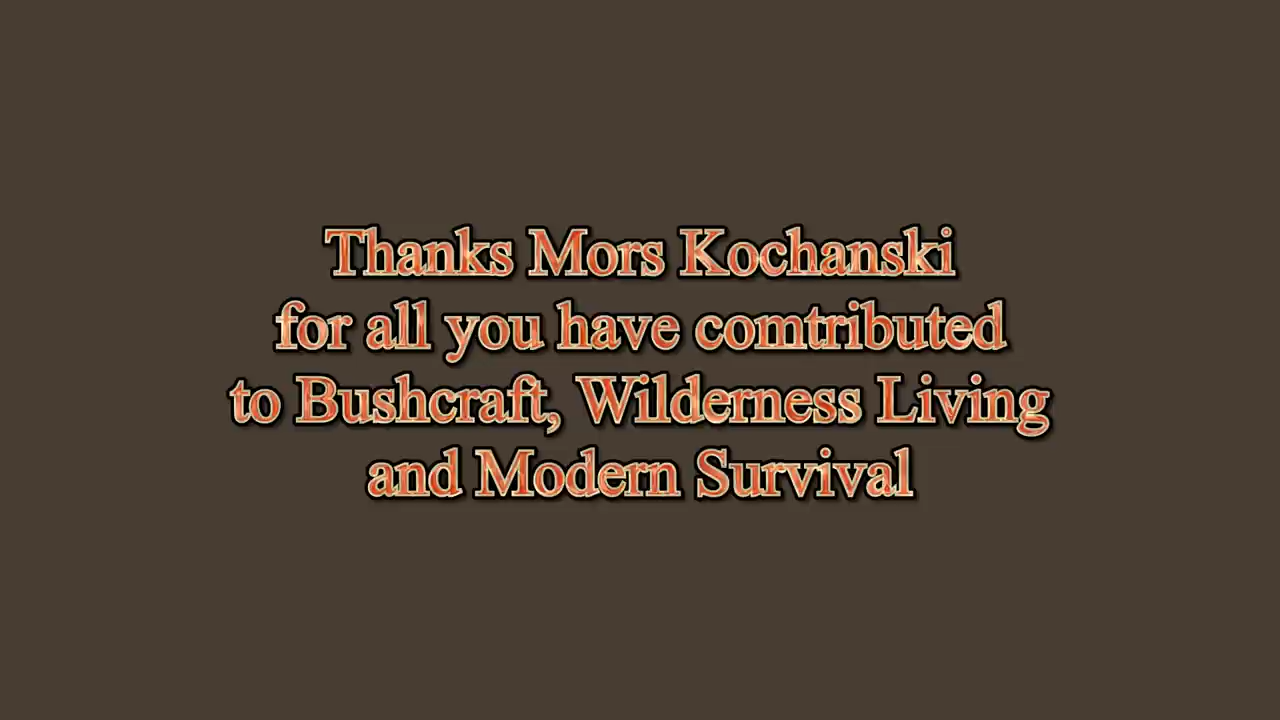 Thanks Mors Kochanski
for all you have comtributed
to Bushcraft, Wilderness Living
and Modern Survival